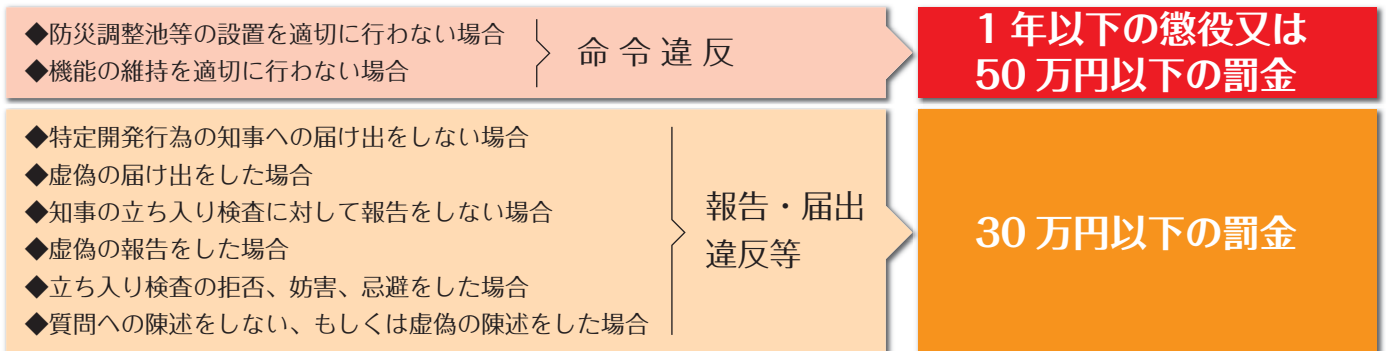 ◆防災調整池等の設置を適切に行わない場合
◆機能の維持を適切に行わない場合
命令違反
1年以下の懲役又は
50万円以下の罰金
◆特定開発行為の知事への届け出をしない場合
◆虚偽の届け出をした場合
◆知事の立ち入り検査に対して報告をしない場合
◆虚偽の報告をした場合
◆立ち入り検査の拒否、妨害、忌避をした場合
◆質問への陳述をしない、もしくは虚偽の陳述をした場合
報告・届出
違反等
30万円以下の罰金